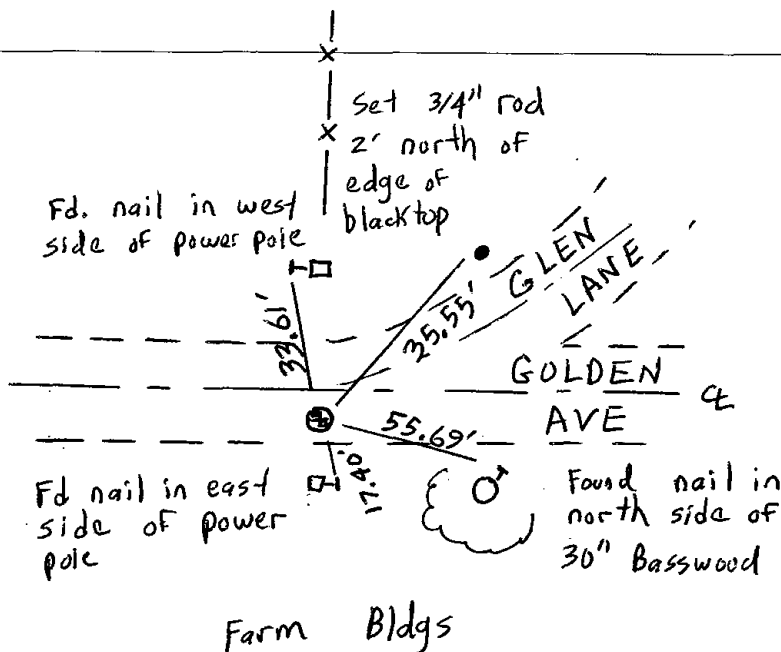 Set 3/4" rod
2' north of
edge of
blacktop
Fd. nail in west
side of power pole
33.61'
35.55'
GLEN
LANE
GOLDEN
AVE
℄
55.69'
17.40'
Fd nail in east
side of power
pole
Found nail in
north side of
30" Basswood
Farm Bldgs